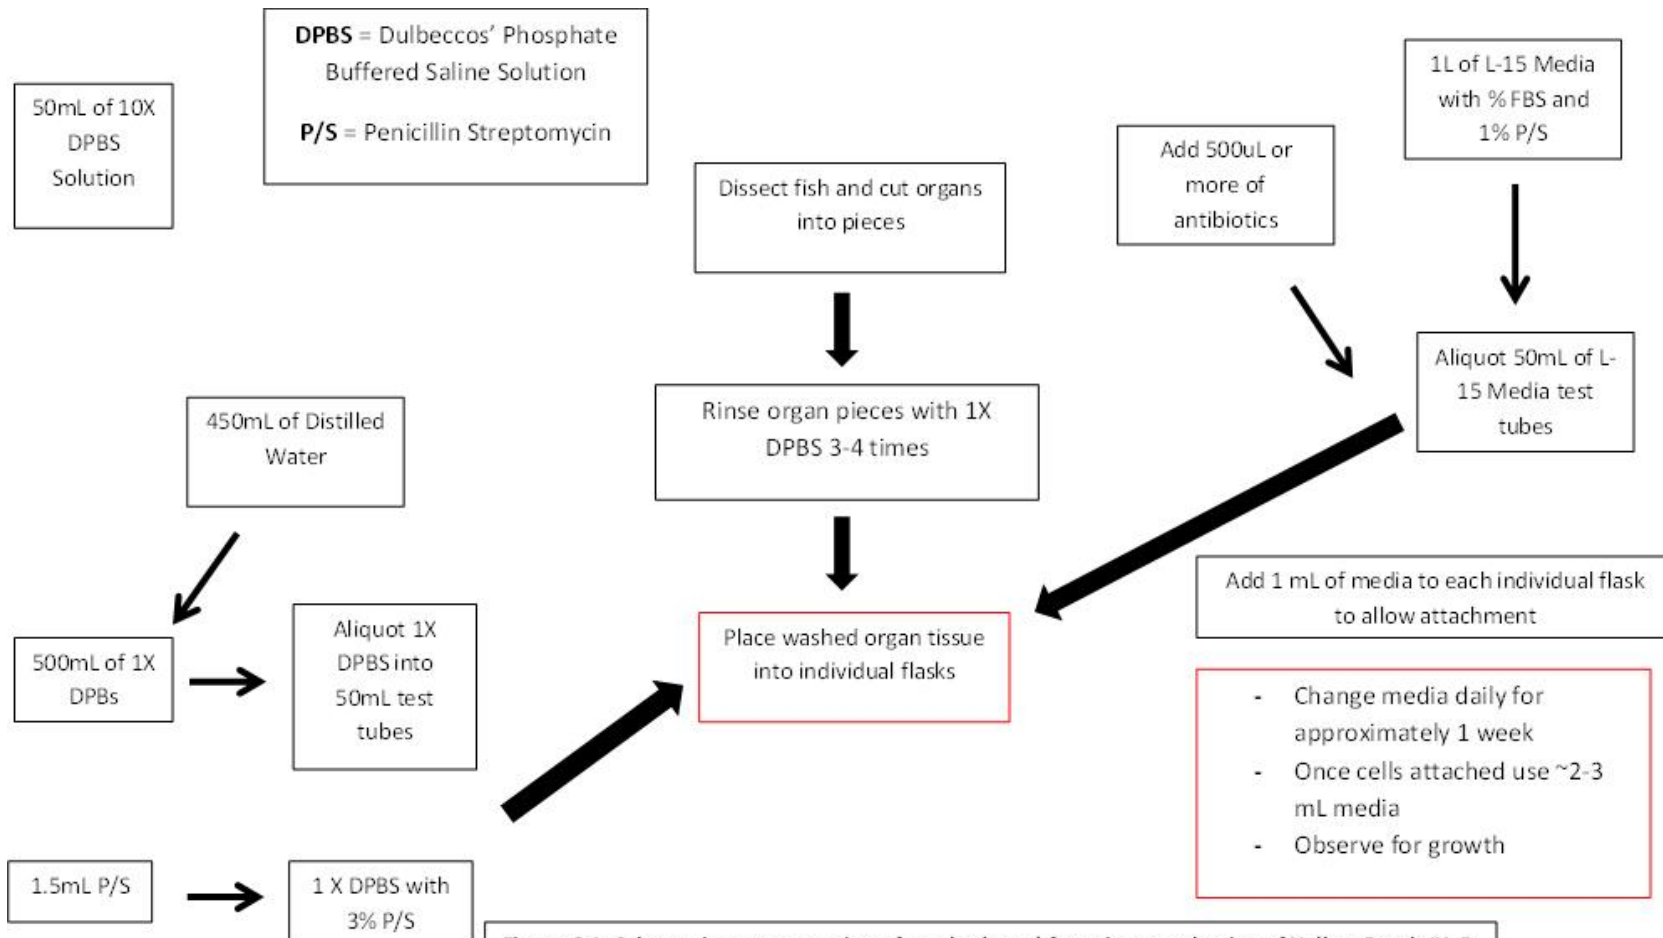 DPBS = Dulbeccos' Phosphate
Buffered Saline Solution
P/S = Penicillin Streptomycin
50mL of 10X
DPBS
Solution
450mL of Distilled
Water
500mL of 1X
DPBs
Aliquot 1X
DPBS into
50mL test
tubes
1.5mL P/S
1 X DPBS with
3% P/S
Dissect fish and cut organs
into pieces
Rinse organ pieces with 1X
DPBS 3-4 times
Place washed organ tissue
into individual flasks
Add 500uL or
more of
antibiotics
1L of L-15 Media
with % FBS and
1% P/S
Aliquot 50mL of L-
15 Media test
tubes
Add 1 mL of media to each individual flask
to allow attachment
- Change media daily for
approximately 1 week
- Once cells attached use ~2-3
mL media
- Observe for growth